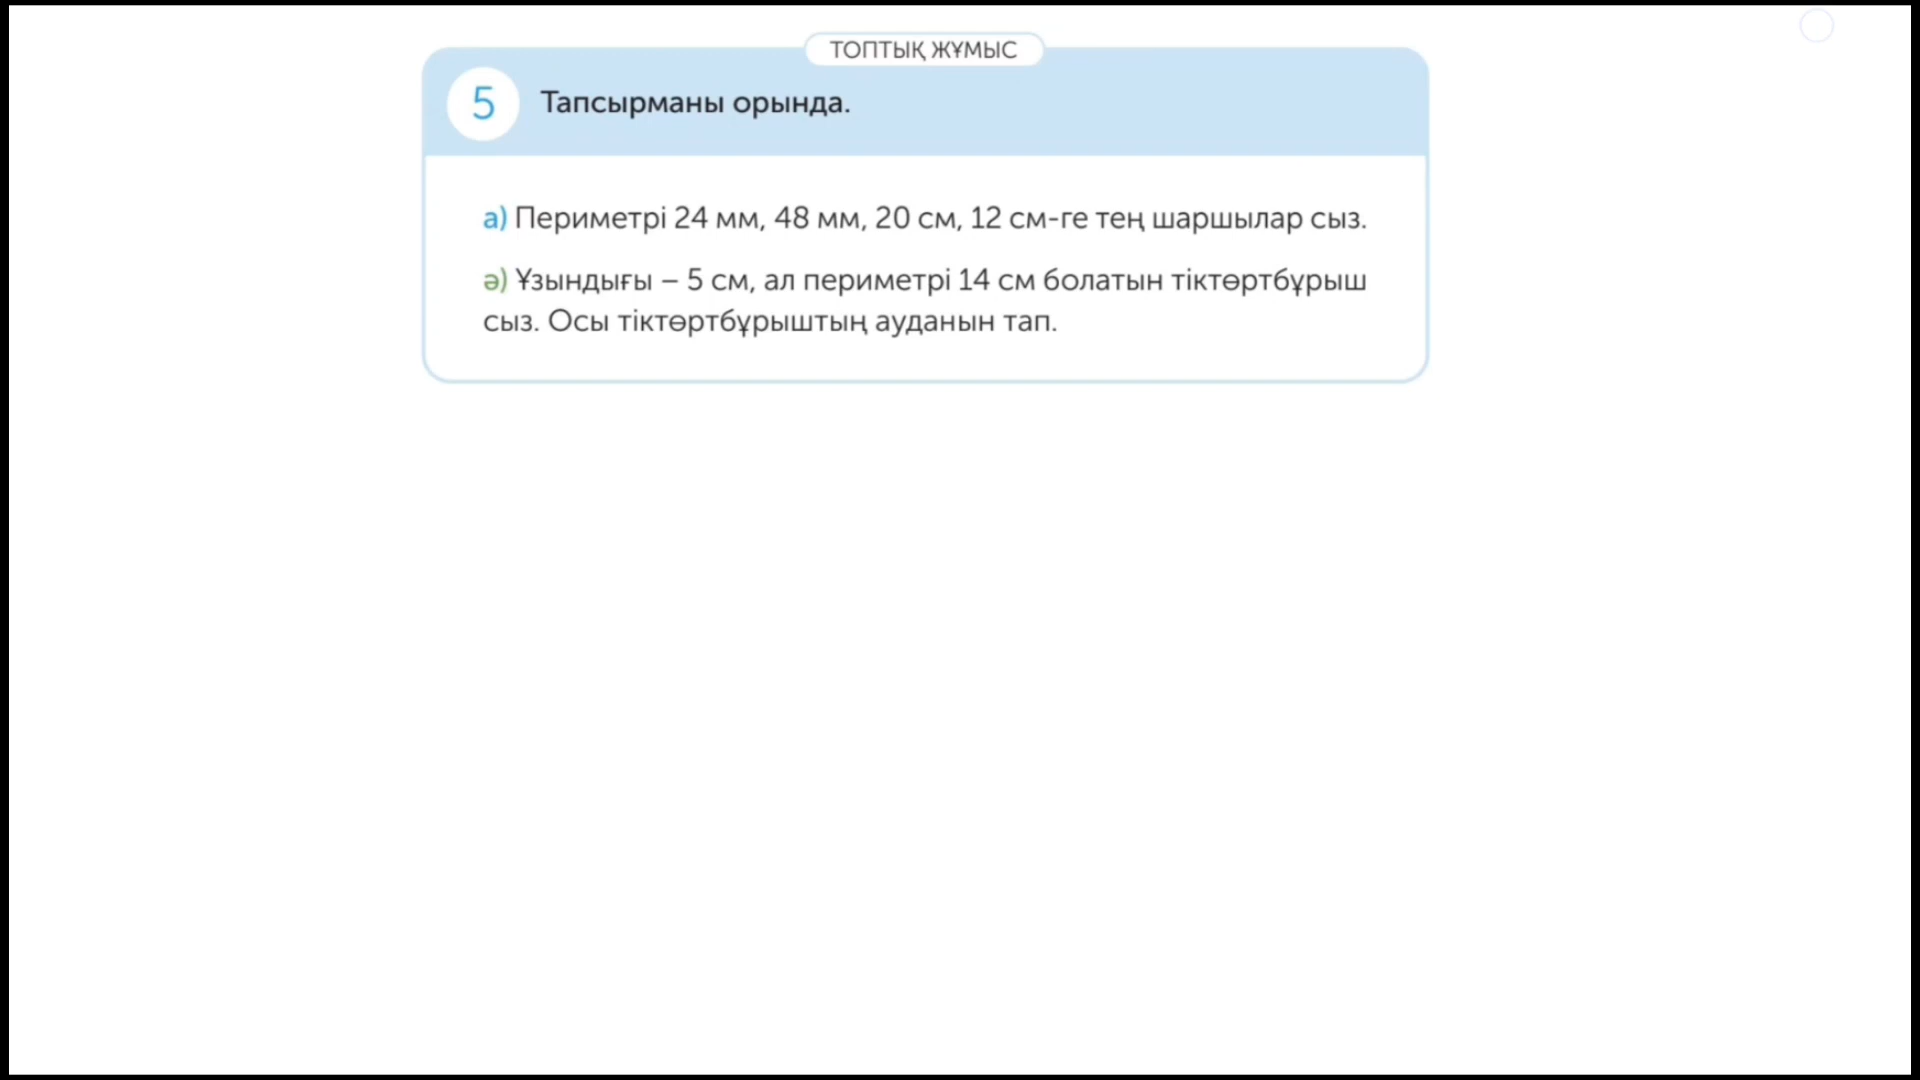 ТОПТЫҚ ЖҰМЫС
5 Тапсырманы орында.
а) Периметрі 24 мм, 48 мм, 20 см, 12 см-ге тең шаршылар сыз.
ә) Ұзындығы – 5 см, ал периметрі 14 см болатын тіктөртбұрыш
сыз. Осы тіктөртбұрыштың ауданын тап.